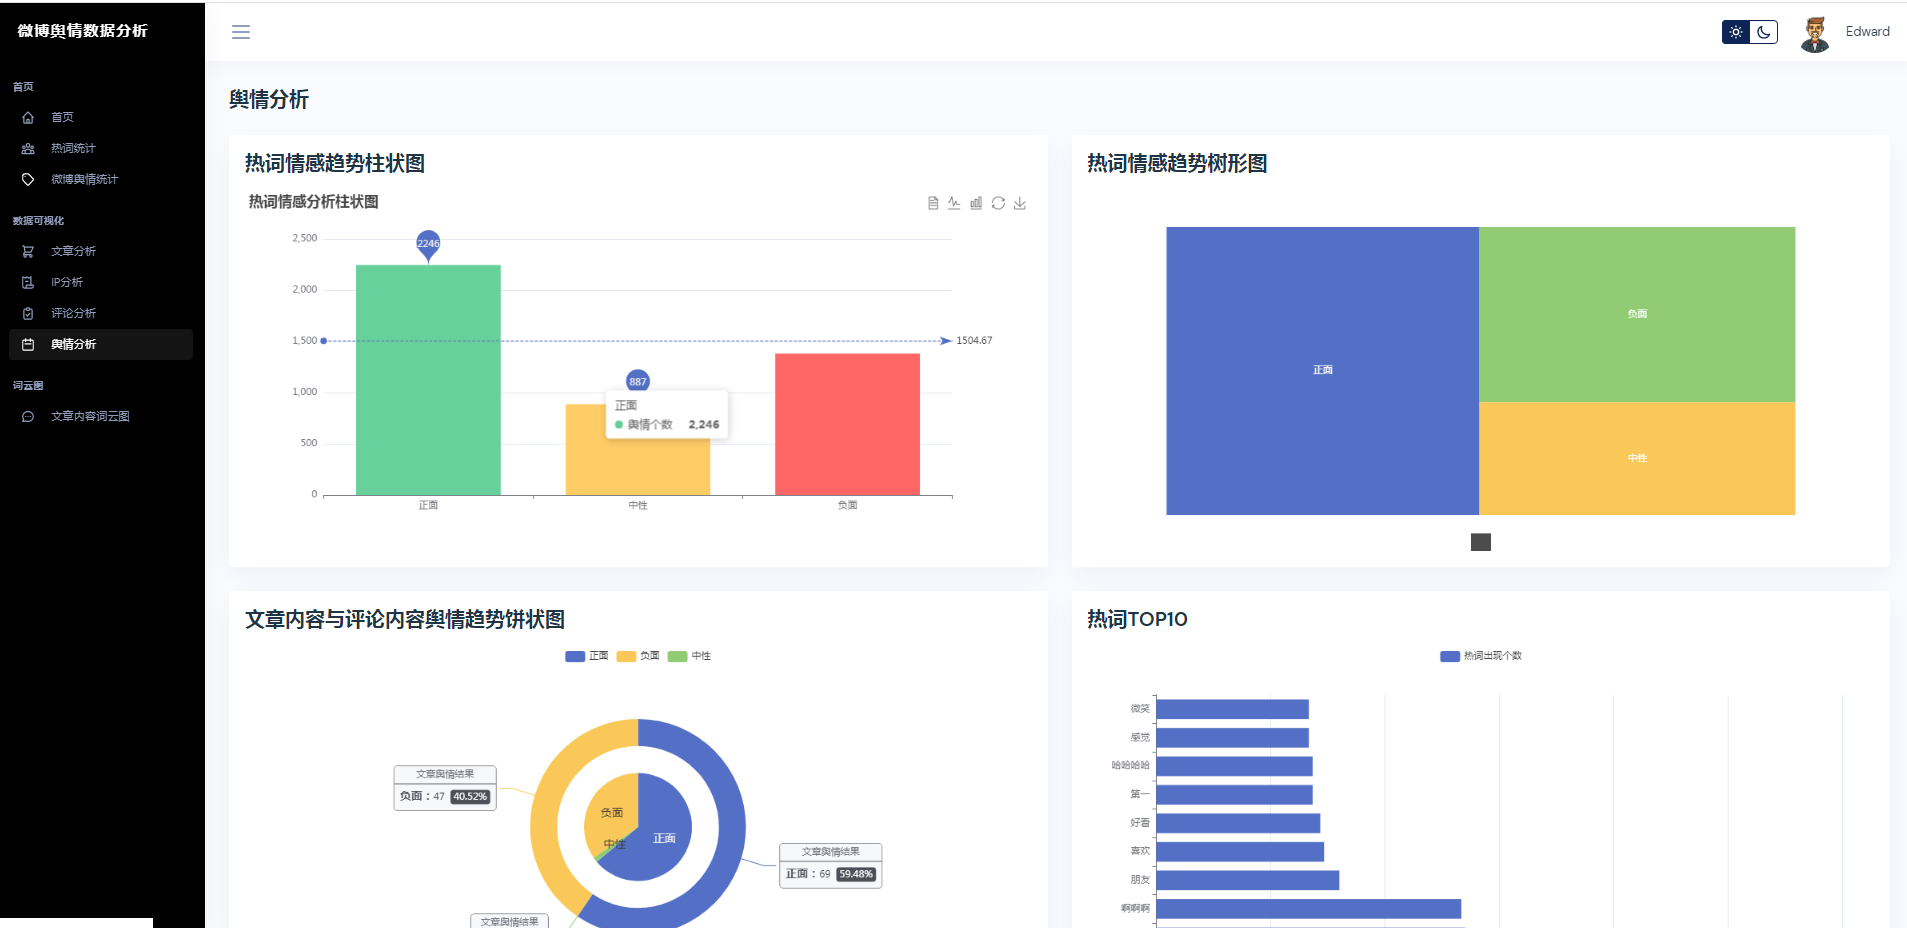 微博舆情数据分析
Edward
首页
首页
热词统计
微博舆情统计
数据可视化
文章分析
IP分析
评论分析
舆情分析
词云图
文章内容词云图
舆情分析
热词情感趋势柱状图
热词情感分析柱状图
2,500
2,000
1,500
1,000
500
0
2246
887
1504.67
正面
舆情个数 2,246
正面 中性 负面
热词情感趋势树形图
正面
负面
中性
文章内容与评论内容舆情趋势饼状图
正面 负面 中性
文章舆情结果
负面：47 40.52%
负面
中性
正面
文章舆情结果
正面：69 59.48%
文章舆情结果
热词TOP10
热词出现个数
微笑
感觉
哈哈哈哈
第一
好看
喜欢
朋友
啊啊啊